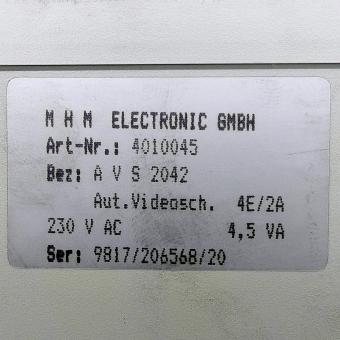 M H M ELECTRONIC GMBH
Art-Nr.: 4010045
Bez: A V S 2042
Aut.Videosch. 4E/2A
230 V AC 4,5 VA
Ser: 9817/206568/20